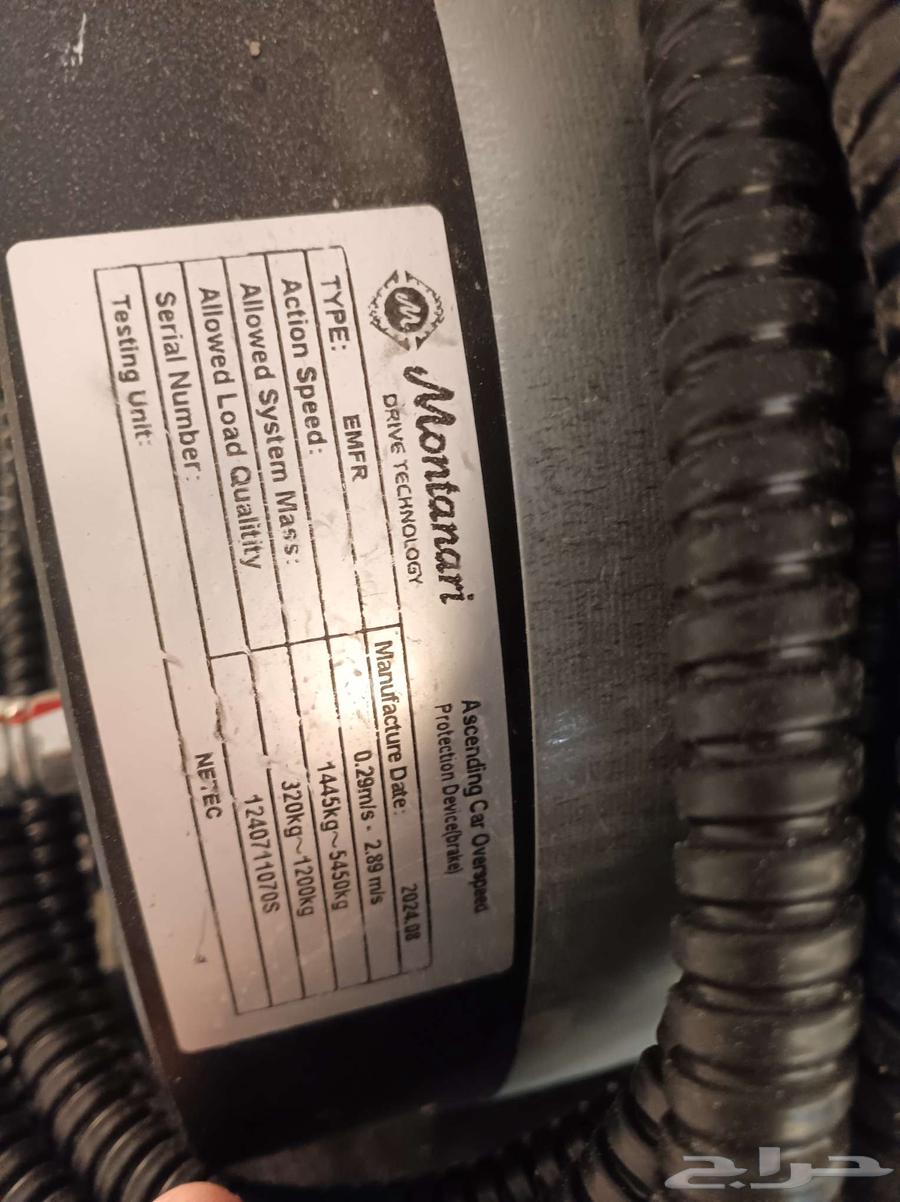 Montanari
DRIVE TECHNOLOGY
Ascending Car Overspeed
Protection Device(brake)
TYPE: EMFR Manufacture Date: 2024.08
Action Speed: 0.29m/s - 2.89 m/s
Allowed System Mass: 1445kg~5450kg
Allowed Load Qualitity 320kg~1200kg
Serial Number: 1240711070S
Testing Unit: NETEC
حراج